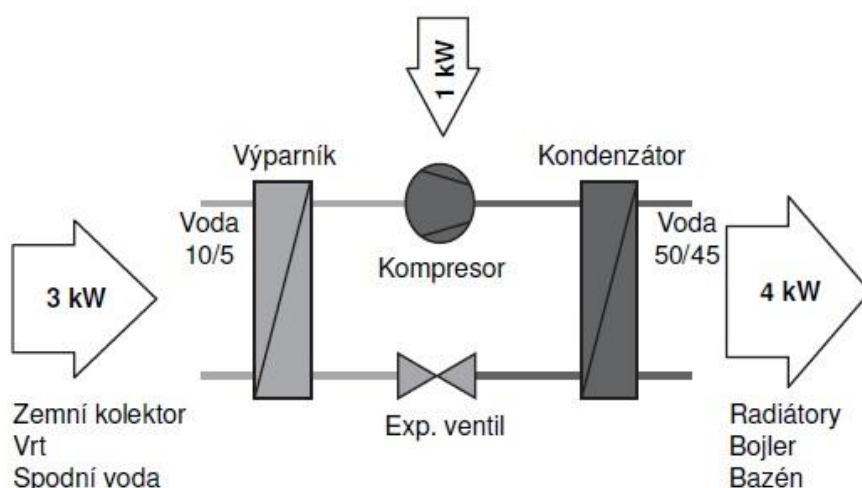 1 kW
Výparník
Kondenzátor
Voda
10/5
Kompresor
Voda
50/45
3 kW
4 kW
Exp. ventil
Zemní kolektor
Vrt
Spodní voda
Radiátory
Bojler
Bazén